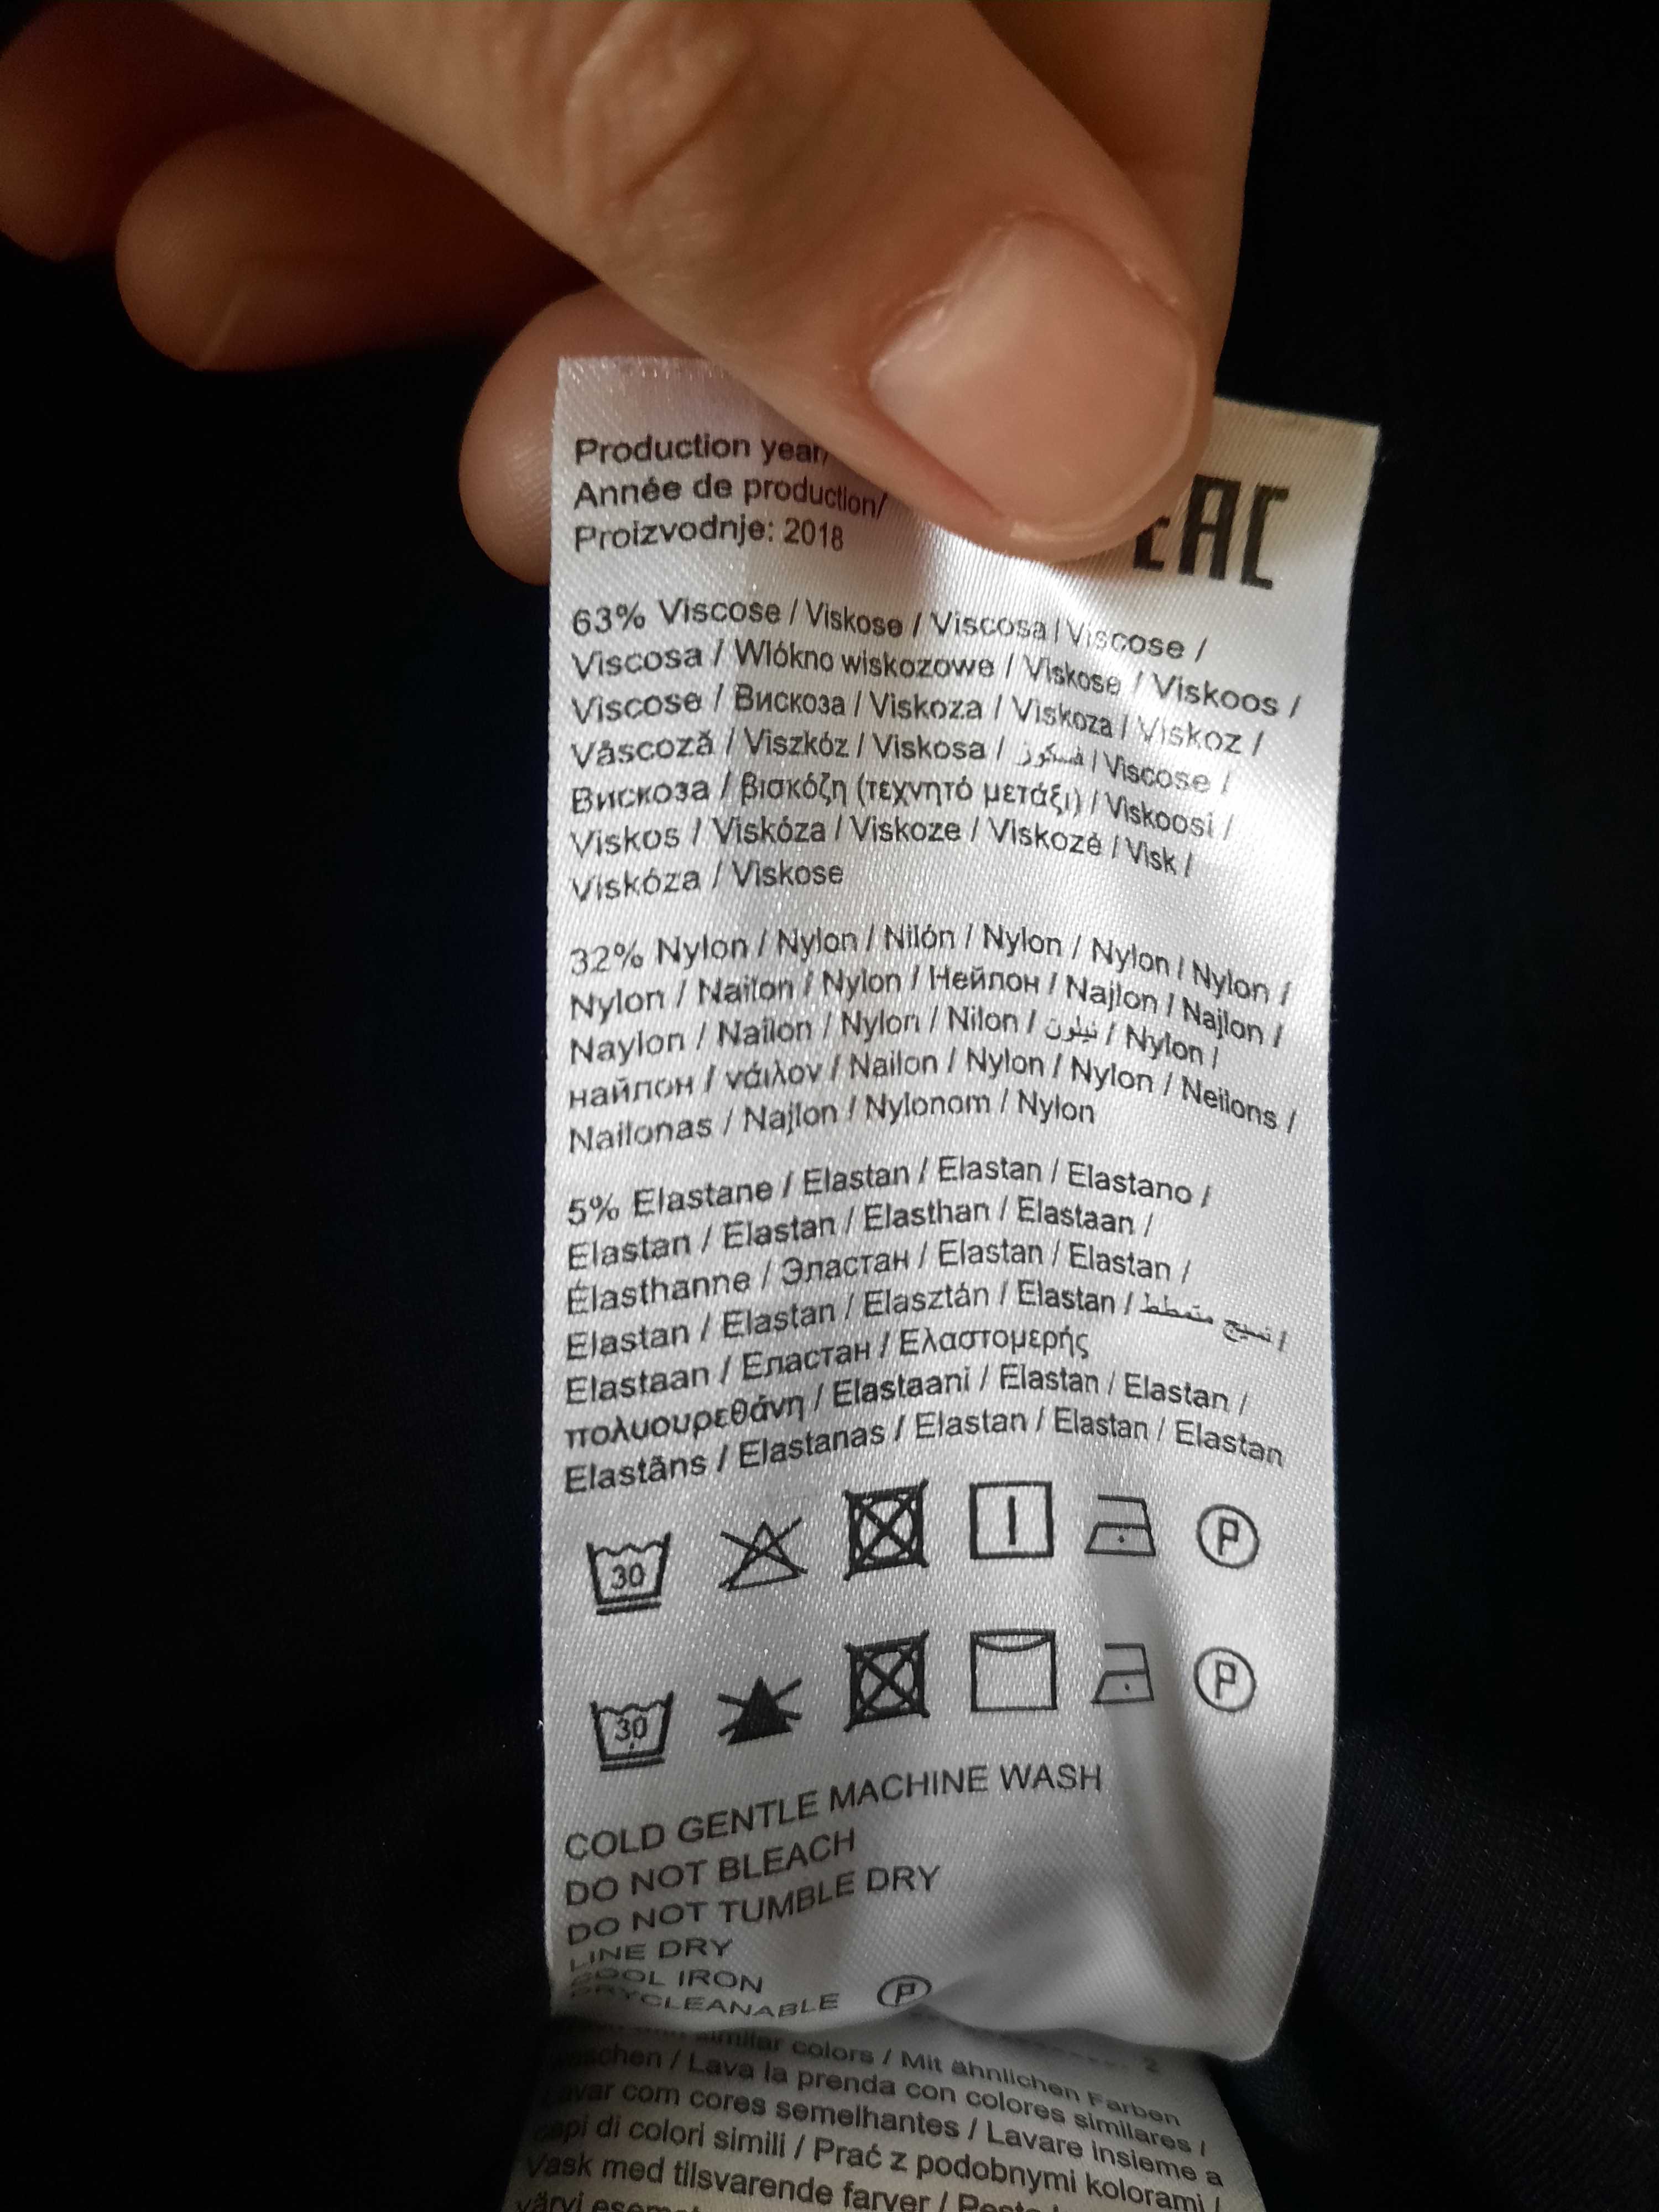 Production year/
Année de production/
Proizvodnje: 2018
EAC
63% Viscose / Viskose / Viscosa / Viscose /
Viscosa / Wlókno wiskozowe / Viskose / Viskoos /
Viscose / Вискоза / Viskoza / Viskoza / Viskoz /
Vâscoză / Viszkóz / Viskosa / فسكوز / Viscose /
Вискоза / βισκόζη (τεχνητό μετάξι) / Viskoosi /
Viskos / Viskóza / Viskoze / Viskozė / Visk /
Viskóza / Viskose
32% Nylon / Nylon / Nilón / Nylon / Nylon / Nylon /
Nylon / Nailon / Nylon / Нейлон / Najlon / Najlon /
Naylon / Nailon / Nylon / Nilon / نيلون / Nylon /
найлон / νάιλον / Nailon / Nylon / Nylon / Neilons /
Nailonas / Najlon / Nylonom / Nylon
5% Elastane / Elastan / Elastan / Elastano /
Elastan / Elastan / Elasthan / Elastaan /
Élasthanne / Эластан / Elastan / Elastan /
Elastan / Elastan / Elasztán / Elastan / نسيج متمطط /
Elastaan / Еластан / Ελαστομερής
πολυουρεθάνη / Elastaani / Elastan / Elastan /
Elastāns / Elastanas / Elastan / Elastan / Elastan
30 P
30 P
COLD GENTLE MACHINE WASH
DO NOT BLEACH
DO NOT TUMBLE DRY
LINE DRY
COOL IRON
DRYCLEANABLE P
2
similar colors / Mit ähnlichen Farben
waschen / Lava la prenda con colores similares /
Lavar com cores semelhantes / Lavare insieme a
capi di colori simili / Prać z podobnymi kolorami /
Vask med tilsvarende farver /
värvi